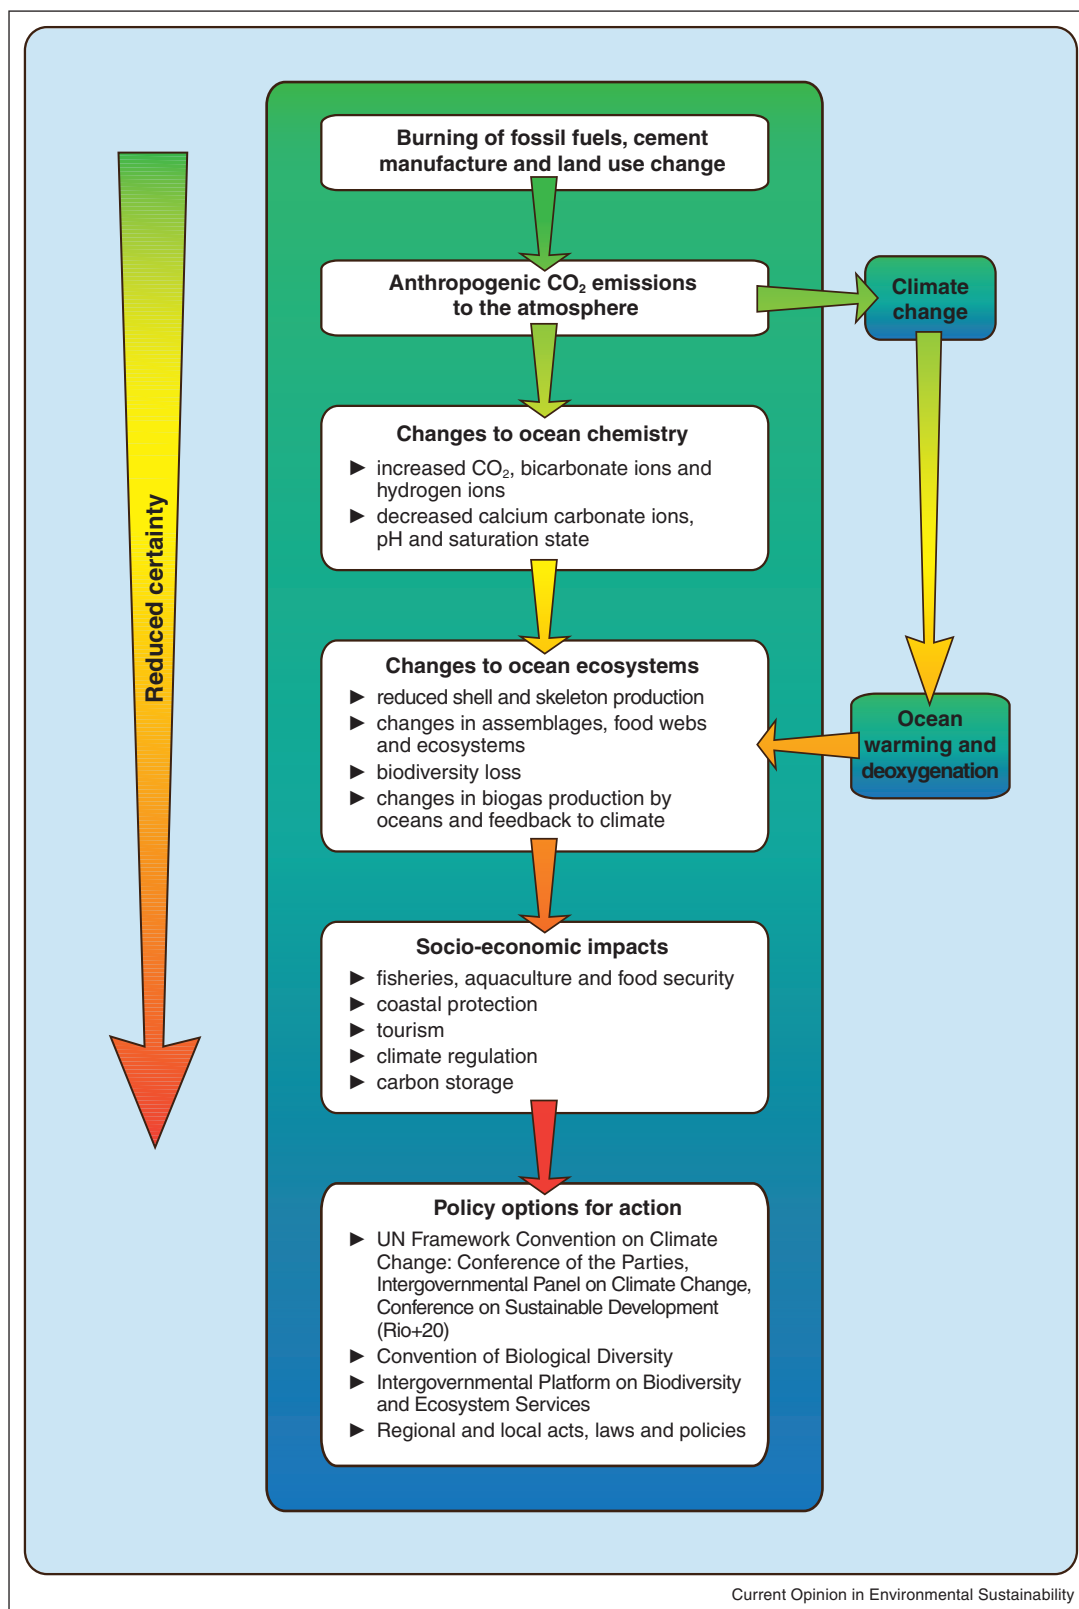 Burning of fossil fuels, cement
manufacture and land use change
Anthropogenic CO₂ emissions
to the atmosphere
Climate
change
Changes to ocean chemistry
► increased CO₂, bicarbonate ions and
hydrogen ions
► decreased calcium carbonate ions,
pH and saturation state
Reduced certainty
Changes to ocean ecosystems
► reduced shell and skeleton production
► changes in assemblages, food webs
and ecosystems
► biodiversity loss
► changes in biogas production by
oceans and feedback to climate
Ocean
warming and
deoxygenation
Socio-economic impacts
► fisheries, aquaculture and food security
► coastal protection
► tourism
► climate regulation
► carbon storage
Policy options for action
► UN Framework Convention on Climate
Change: Conference of the Parties,
Intergovernmental Panel on Climate Change,
Conference on Sustainable Development
(Rio+20)
► Convention of Biological Diversity
► Intergovernmental Platform on Biodiversity
and Ecosystem Services
► Regional and local acts, laws and policies
Current Opinion in Environmental Sustainability